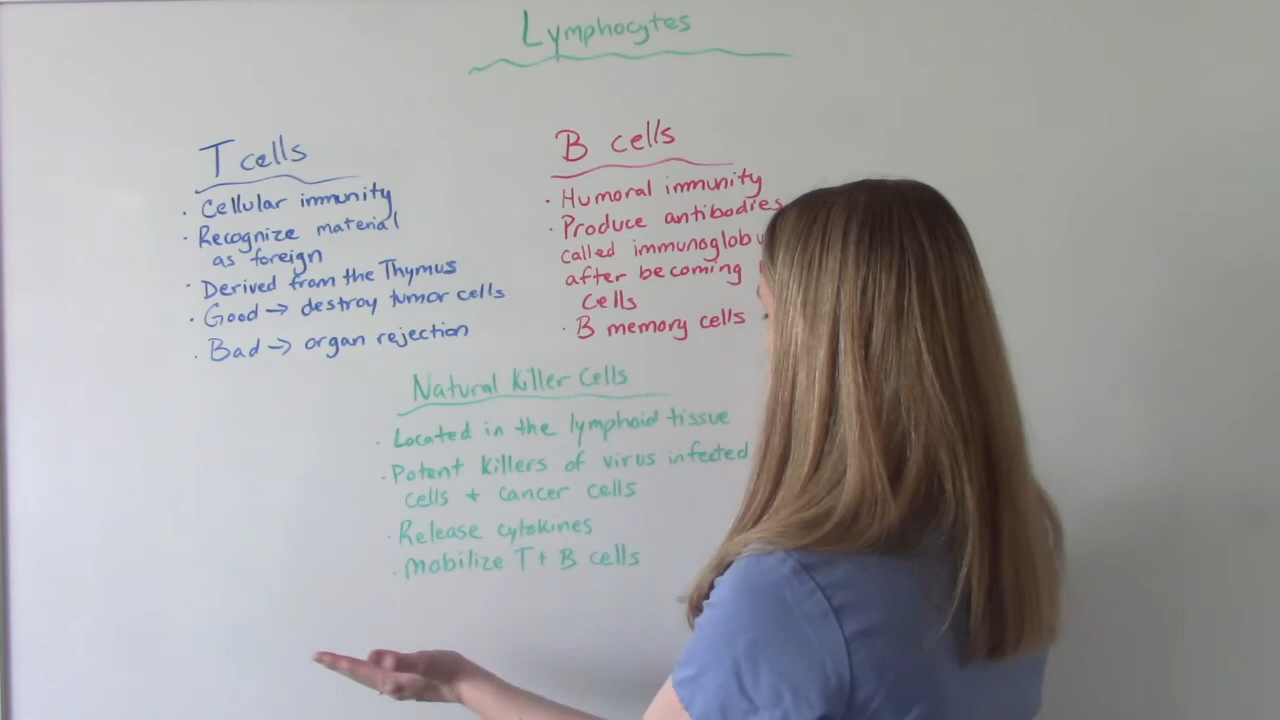 Lymphocytes
T cells
· Cellular immunity
· Recognize material
as foreign
· Derived from the Thymus
· Good → destroy tumor cells
· Bad → organ rejection
B cells
· Humoral immunity
· Produce antibodies
called
after becoming
cells
· B memory cells
Natural Killer Cells
· Located in the lymphoid tissue
· Potent killers of virus infected
cells + cancer cells
· Release cytokines
· Mobilize T + B cells